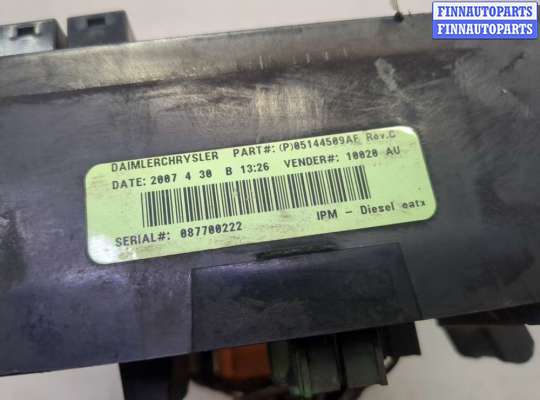 FINNAUTOPARTS
FINNAUTOPARTS
DAIMLERCHRYSLER PART#: (P)05144509AE Rev.C
DATE: 2007 4 30 B 13:26 VENDER#: 10020 AU
SERIAL#: 087700222 IPM - Diesel eatx